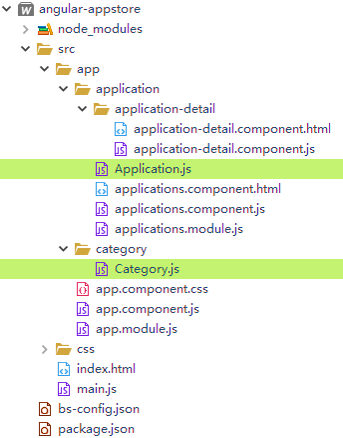 angular-appstore
node_modules
src
app
application
application-detail
application-detail.component.html
application-detail.component.js
Application.js
applications.component.html
applications.component.js
applications.module.js
category
Category.js
app.component.css
app.component.js
app.module.js
css
index.html
main.js
bs-config.json
package.json